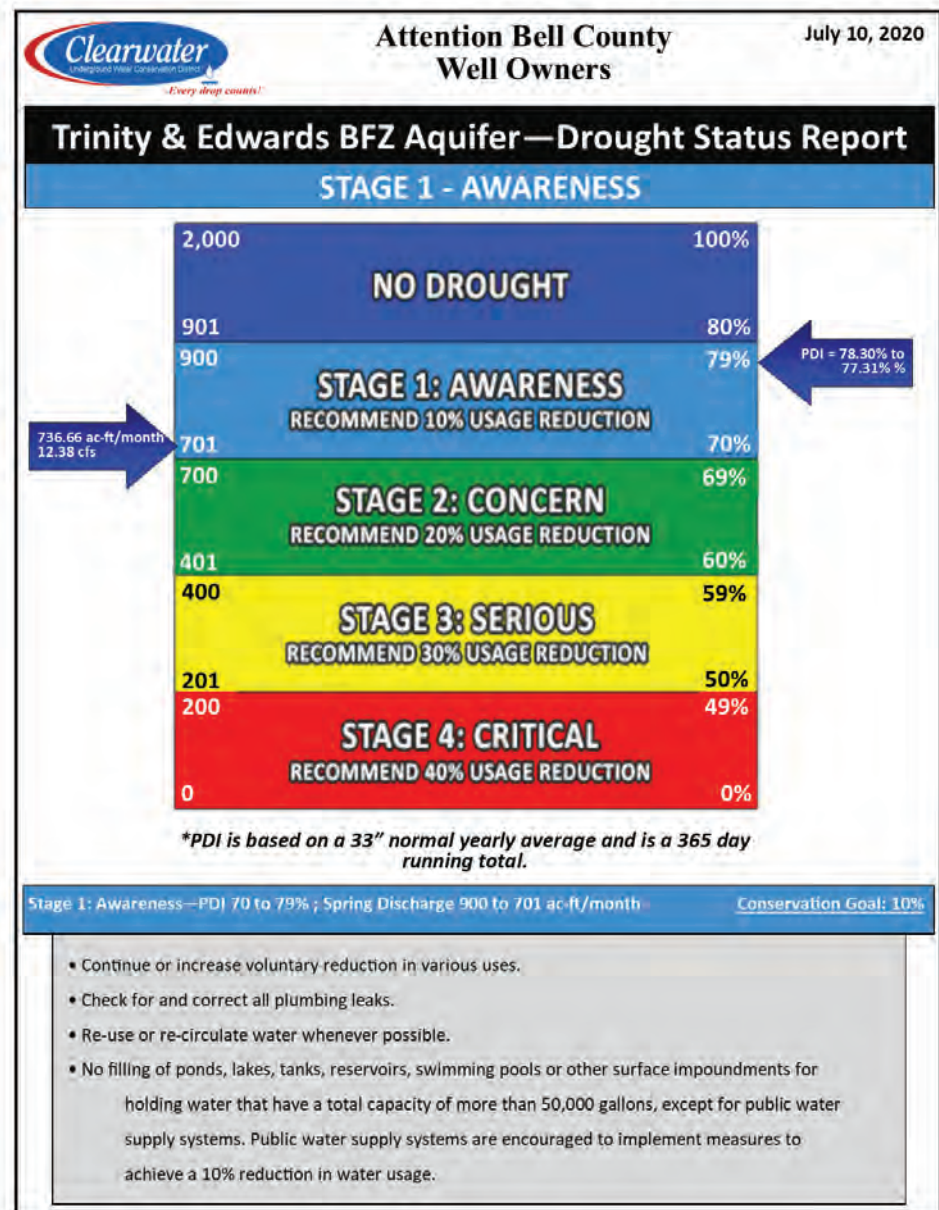 Clearwater
Underground Water Conservation District
Every drop counts!
Attention Bell County
Well Owners
July 10, 2020
Trinity & Edwards BFZ Aquifer—Drought Status Report
STAGE 1 - AWARENESS
2,000 100%
NO DROUGHT
901 80%
900 79%
PDI = 78.30% to
77.31% %
STAGE 1: AWARENESS
RECOMMEND 10% USAGE REDUCTION
736.66 ac-ft/month
12.38 cfs
701 70%
700 69%
STAGE 2: CONCERN
RECOMMEND 20% USAGE REDUCTION
401 60%
400 59%
STAGE 3: SERIOUS
RECOMMEND 30% USAGE REDUCTION
201 50%
200 49%
STAGE 4: CRITICAL
RECOMMEND 40% USAGE REDUCTION
0 0%
*PDI is based on a 33” normal yearly average and is a 365 day
running total.
Stage 1: Awareness—PDI 70 to 79% ; Spring Discharge 900 to 701 ac-ft/month Conservation Goal: 10%
• Continue or increase voluntary reduction in various uses.
• Check for and correct all plumbing leaks.
• Re-use or re-circulate water whenever possible.
• No filling of ponds, lakes, tanks, reservoirs, swimming pools or other surface impoundments for
holding water that have a total capacity of more than 50,000 gallons, except for public water
supply systems. Public water supply systems are encouraged to implement measures to
achieve a 10% reduction in water usage.